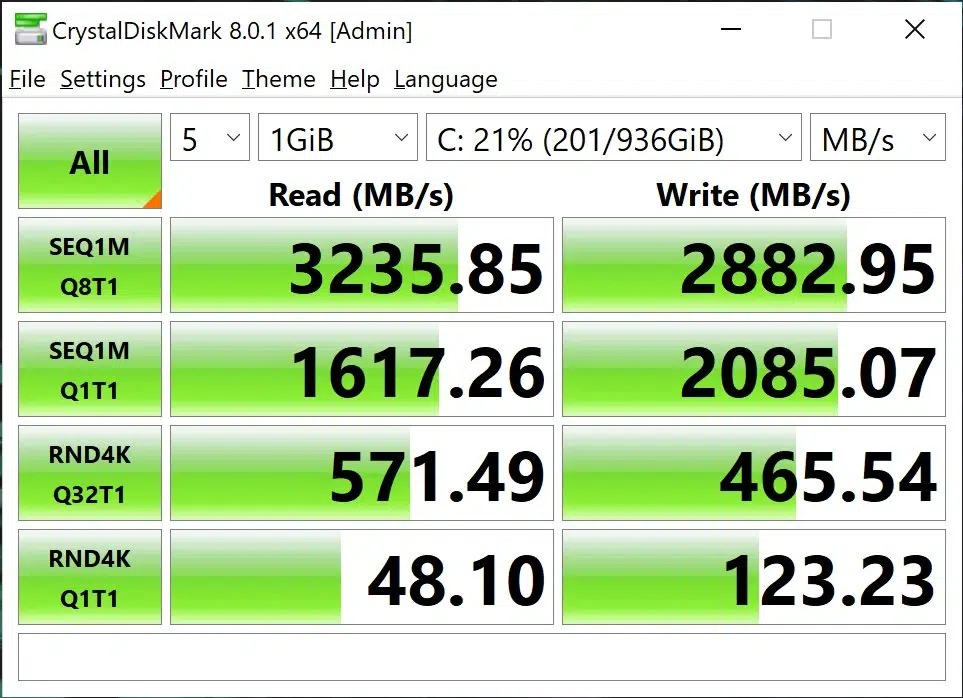 CrystalDiskMark 8.0.1 x64 [Admin]
File Settings Profile Theme Help Language
All 5 1GiB C: 21% (201/936GiB) MB/s
Read (MB/s) Write (MB/s)
SEQ1M
Q8T1
3235.85 2882.95
SEQ1M
Q1T1
1617.26 2085.07
RND4K
Q32T1
571.49 465.54
RND4K
Q1T1
48.10 123.23